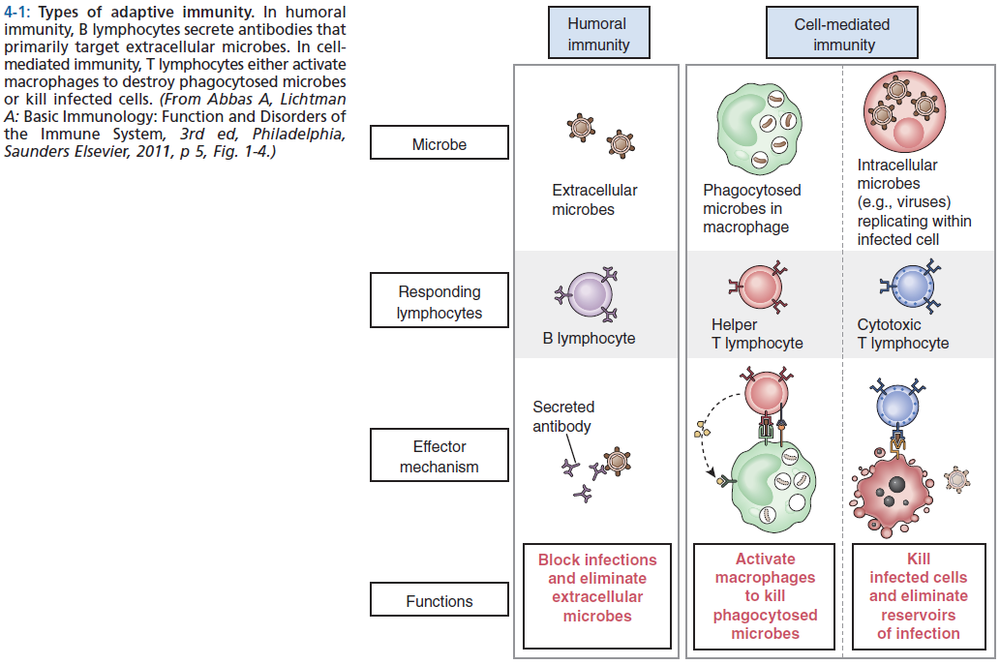 4-1: Types of adaptive immunity. In humoral
immunity, B lymphocytes secrete antibodies that
primarily target extracellular microbes. In cell-
mediated immunity, T lymphocytes either activate
macrophages to destroy phagocytosed microbes
or kill infected cells. (From Abbas A, Lichtman
A: Basic Immunology: Function and Disorders of
the Immune System, 3rd ed, Philadelphia,
Saunders Elsevier, 2011, p 5, Fig. 1-4.)
Humoral
immunity
Cell-mediated
immunity
Microbe
Extracellular
microbes
Phagocytosed
microbes in
macrophage
Intracellular
microbes
(e.g., viruses)
replicating within
infected cell
Responding
lymphocytes
B lymphocyte
Helper
T lymphocyte
Cytotoxic
T lymphocyte
Effector
mechanism
Secreted
antibody
Functions
Block infections
and eliminate
extracellular
microbes
Activate
macrophages
to kill
phagocytosed
microbes
Kill
infected cells
and eliminate
reservoirs
of infection